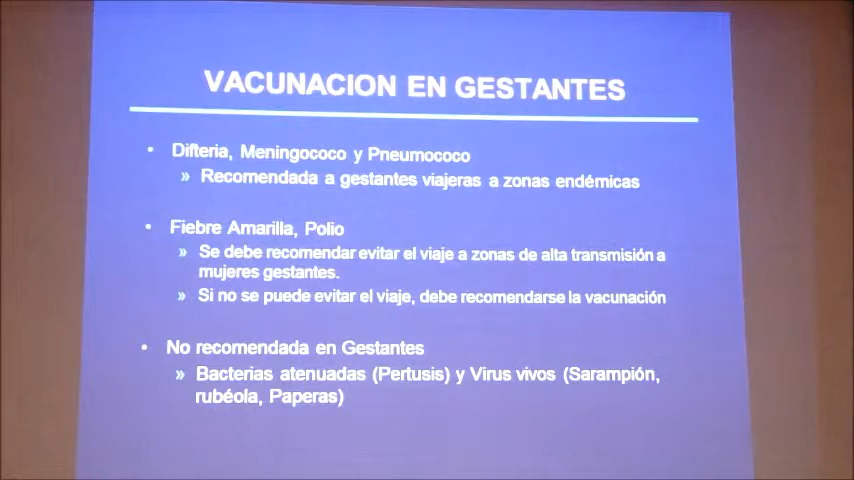 VACUNACION EN GESTANTES
• Difteria, Meningococo y Pneumococo
» Recomendada a gestantes viajeras a zonas endémicas
• Fiebre Amarilla, Polio
» Se debe recomendar evitar el viaje a zonas de alta transmisión a
mujeres gestantes.
» Si no se puede evitar el viaje, debe recomendarse la vacunación
• No recomendada en Gestantes
» Bacterias atenuadas (Pertusis) y Virus vivos (Sarampión,
rubéola, Paperas)